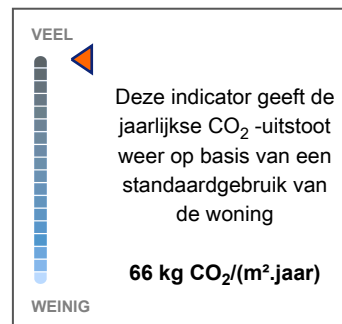 VEEL
Deze indicator geeft de
jaarlijkse CO₂ -uitstoot
weer op basis van een
standaardgebruik van
de woning
66 kg CO₂/(m².jaar)
WEINIG